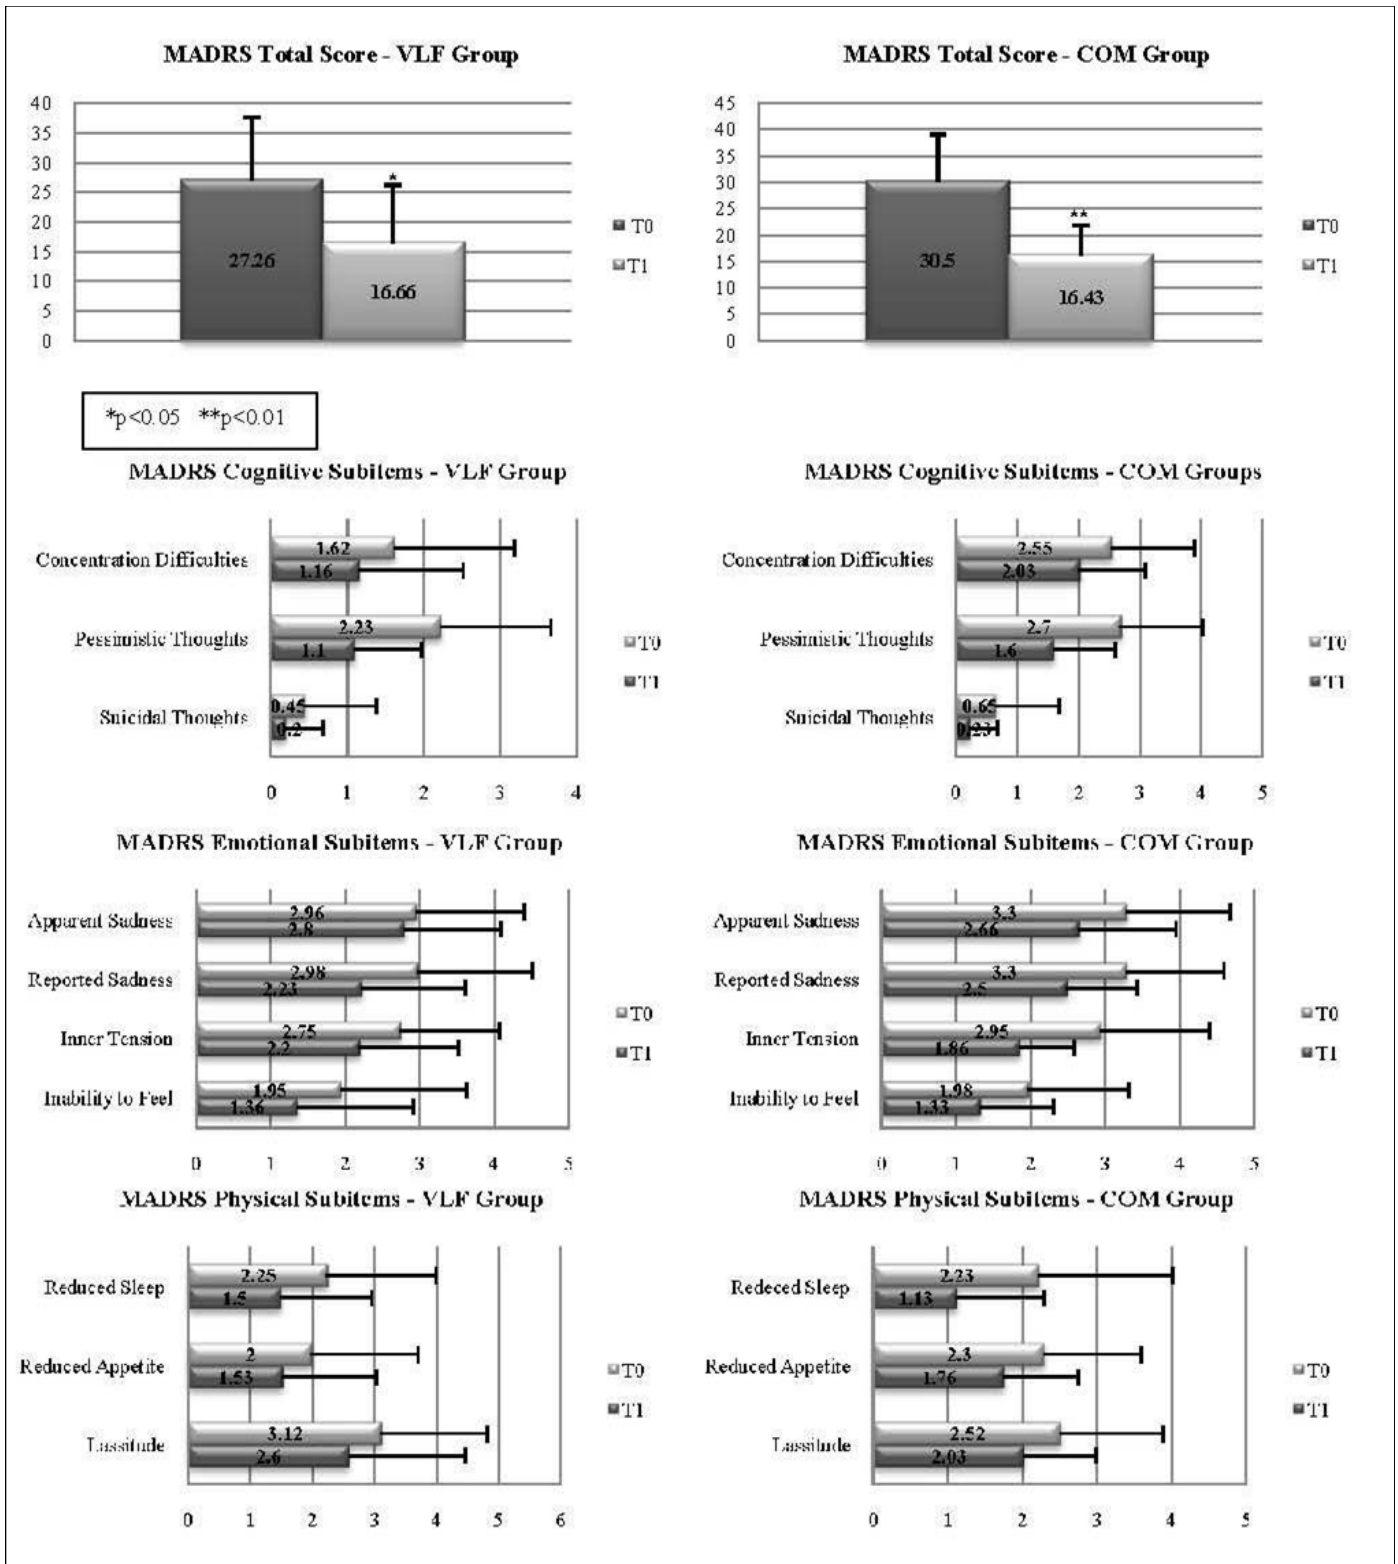 MADRS Total Score - VLF Group
40
35
30
25
20
15
10
5
0
27.26
*
16.66
T0
T1
MADRS Total Score - COM Group
45
40
35
30
25
20
15
10
5
0
30.5
**
16.43
T0
T1
*p<0.05 **p<0.01
MADRS Cognitive Subitems - VLF Group
Concentration Difficulties
1.62
1.16
Pessimistic Thoughts
2.23
1.1
Suicidal Thoughts
0.45
0.2
T0
T1
0 1 2 3 4
MADRS Cognitive Subitems - COM Groups
Concentration Difficulties
2.55
2.03
Pessimistic Thoughts
2.7
1.6
Suicidal Thoughts
0.65
0.23
T0
T1
0 1 2 3 4 5
MADRS Emotional Subitems - VLF Group
Apparent Sadness
2.96
2.8
Reported Sadness
2.98
2.23
Inner Tension
2.75
2.2
Inability to Feel
1.95
1.36
T0
T1
0 1 2 3 4 5
MADRS Emotional Subitems - COM Group
Apparent Sadness
3.3
2.66
Reported Sadness
3.3
2.5
Inner Tension
2.95
1.86
Inability to Feel
1.98
1.33
T0
T1
0 1 2 3 4 5
MADRS Physical Subitems - VLF Group
Reduced Sleep
2.25
1.5
Reduced Appetite
2
1.53
Lassitude
3.12
2.6
T0
T1
0 1 2 3 4 5 6
MADRS Physical Subitems - COM Group
Redeced Sleep
2.23
1.13
Reduced Appetite
2.3
1.76
Lassitude
2.52
2.03
T0
T1
0 1 2 3 4 5